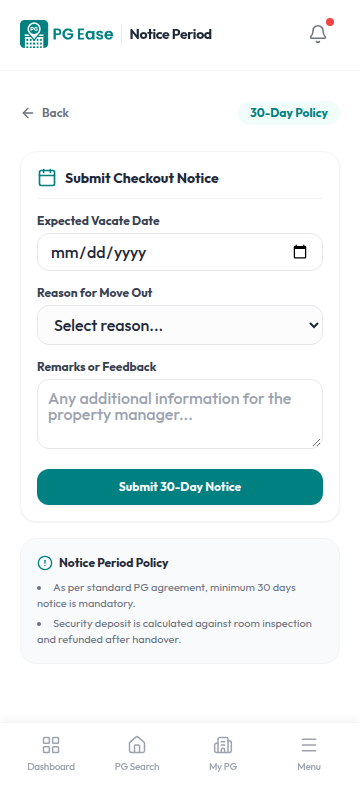 PG
PG Ease
Notice Period
Back
30-Day Policy
Submit Checkout Notice
Expected Vacate Date
mm/dd/yyyy
Reason for Move Out
Select reason...
Remarks or Feedback
Any additional information for the
property manager...
Submit 30-Day Notice
Notice Period Policy
• As per standard PG agreement, minimum 30 days
notice is mandatory.
• Security deposit is calculated against room inspection
and refunded after handover.
Dashboard
PG Search
My PG
Menu